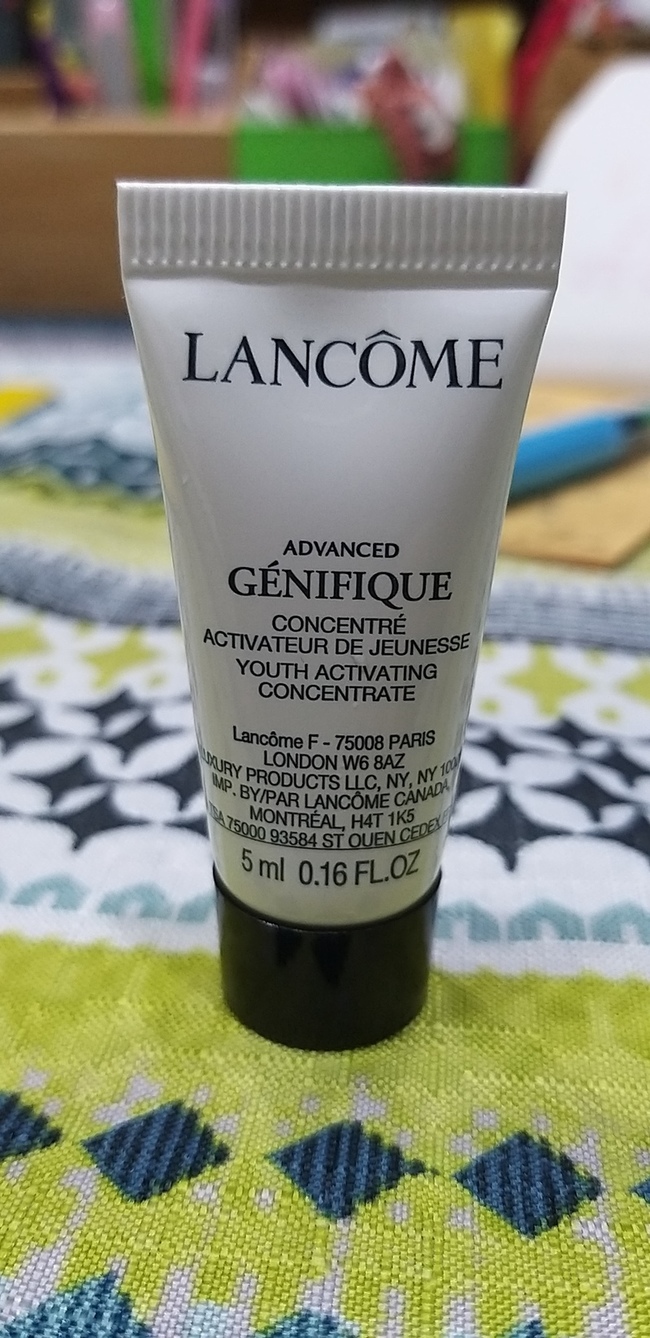 LANCÔME
ADVANCED
GÉNIFIQUE
CONCENTRÉ
ACTIVATEUR DE JEUNESSE
YOUTH ACTIVATING
CONCENTRATE
Lancôme F - 75008 PARIS
LONDON W6 8AZ
PRODUCTS LLC, NY, NY
IMP. BY/PAR LANCÔME CANADA,
MONTRÉAL, H4T 1K5
75000 93584 ST OUEN CEDEX
5 ml 0.16 FL.OZ